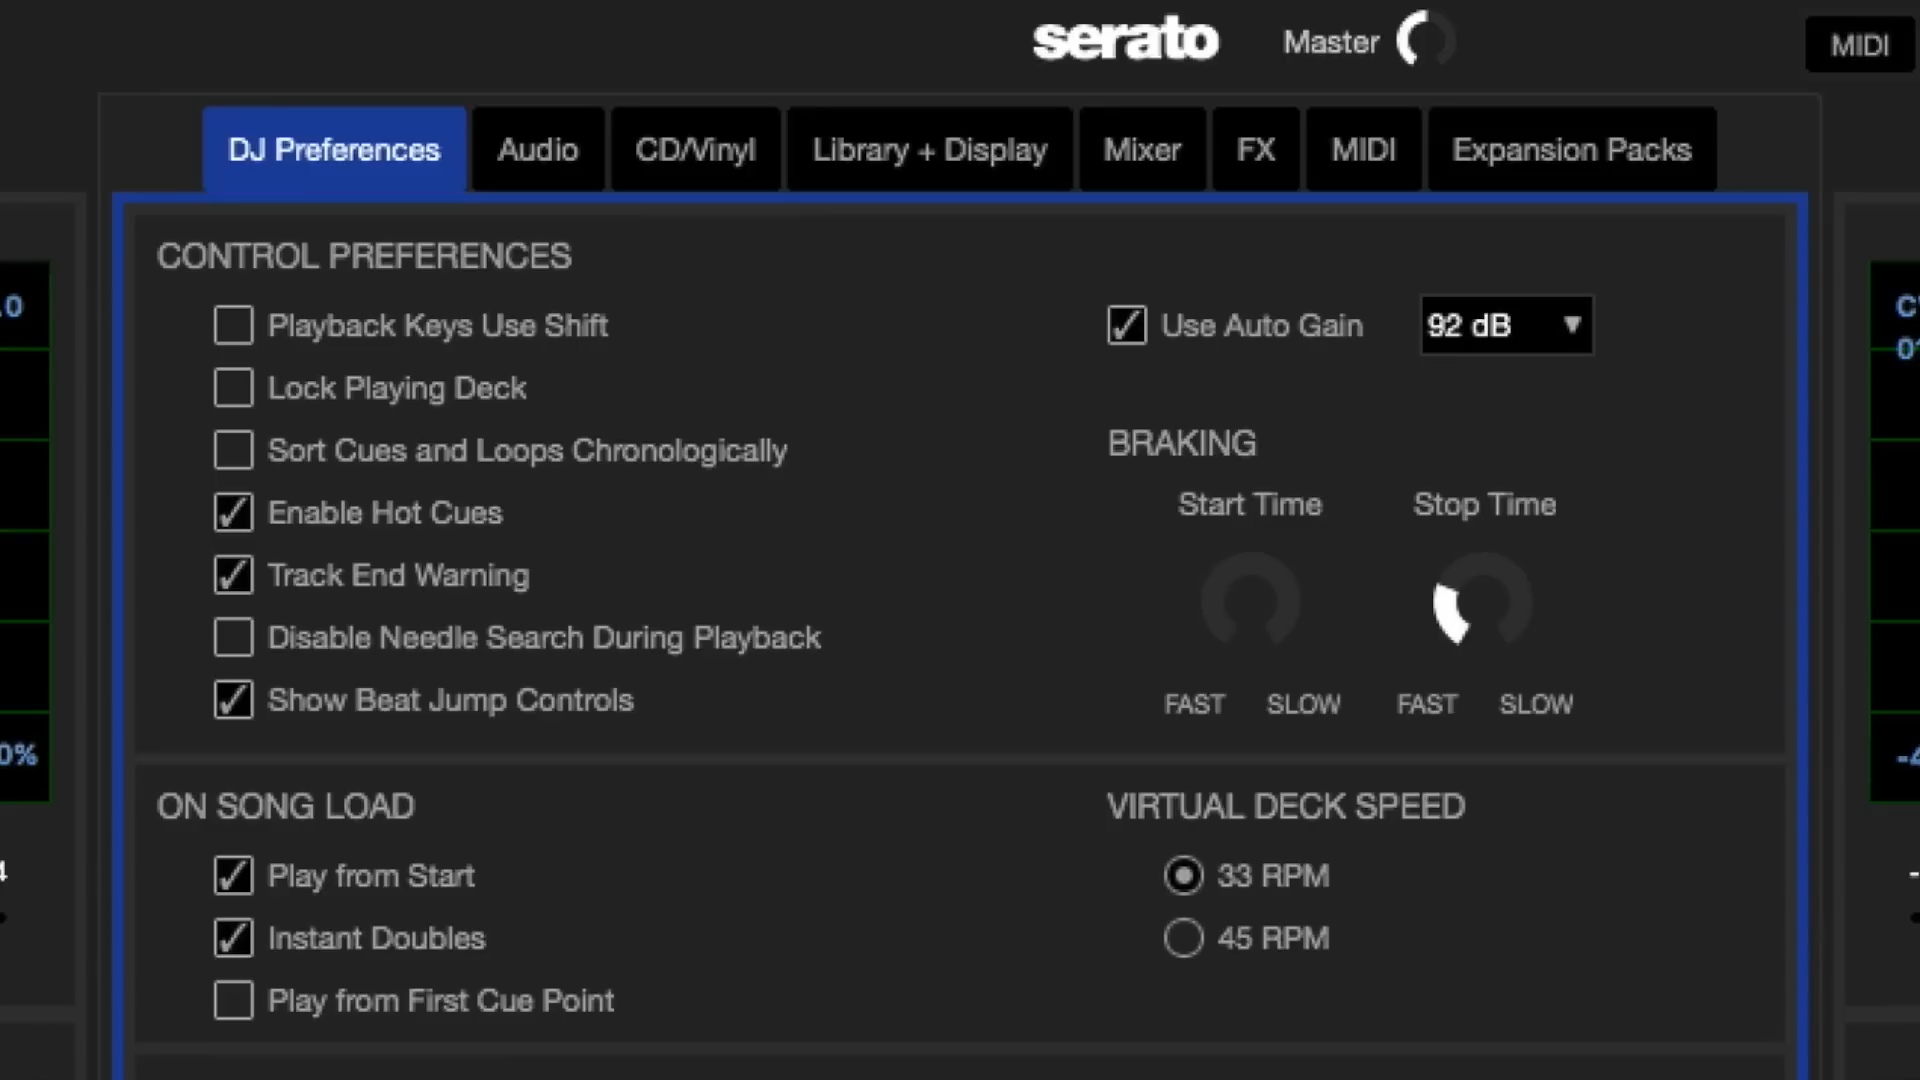 serato
Master
MIDI
DJ Preferences
Audio
CD/Vinyl
Library + Display
Mixer
FX
MIDI
Expansion Packs
.0
0%
4
CONTROL PREFERENCES
Playback Keys Use Shift
Lock Playing Deck
Sort Cues and Loops Chronologically
Enable Hot Cues
Track End Warning
Disable Needle Search During Playback
Show Beat Jump Controls
Use Auto Gain
92 dB
BRAKING
Start Time
Stop Time
FAST
SLOW
FAST
SLOW
ON SONG LOAD
Play from Start
Instant Doubles
Play from First Cue Point
VIRTUAL DECK SPEED
33 RPM
45 RPM